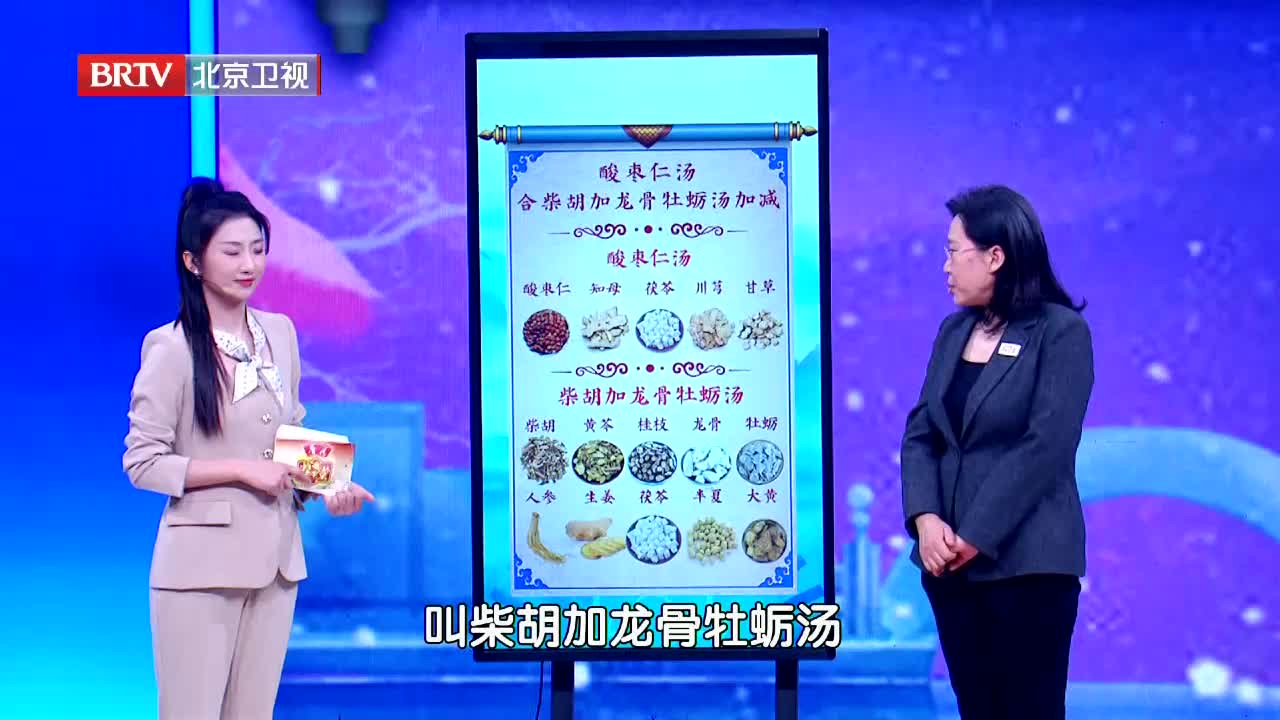 BRTV 北京卫视
酸枣仁汤
合柴胡加龙骨牡蛎汤加减
酸枣仁汤
酸枣仁 知母 茯苓 川芎 甘草
柴胡加龙骨牡蛎汤
柴胡 黄芩 桂枝 龙骨 牡蛎
人参 生姜 茯苓 半夏 大黄
叫柴胡加龙骨牡蛎汤